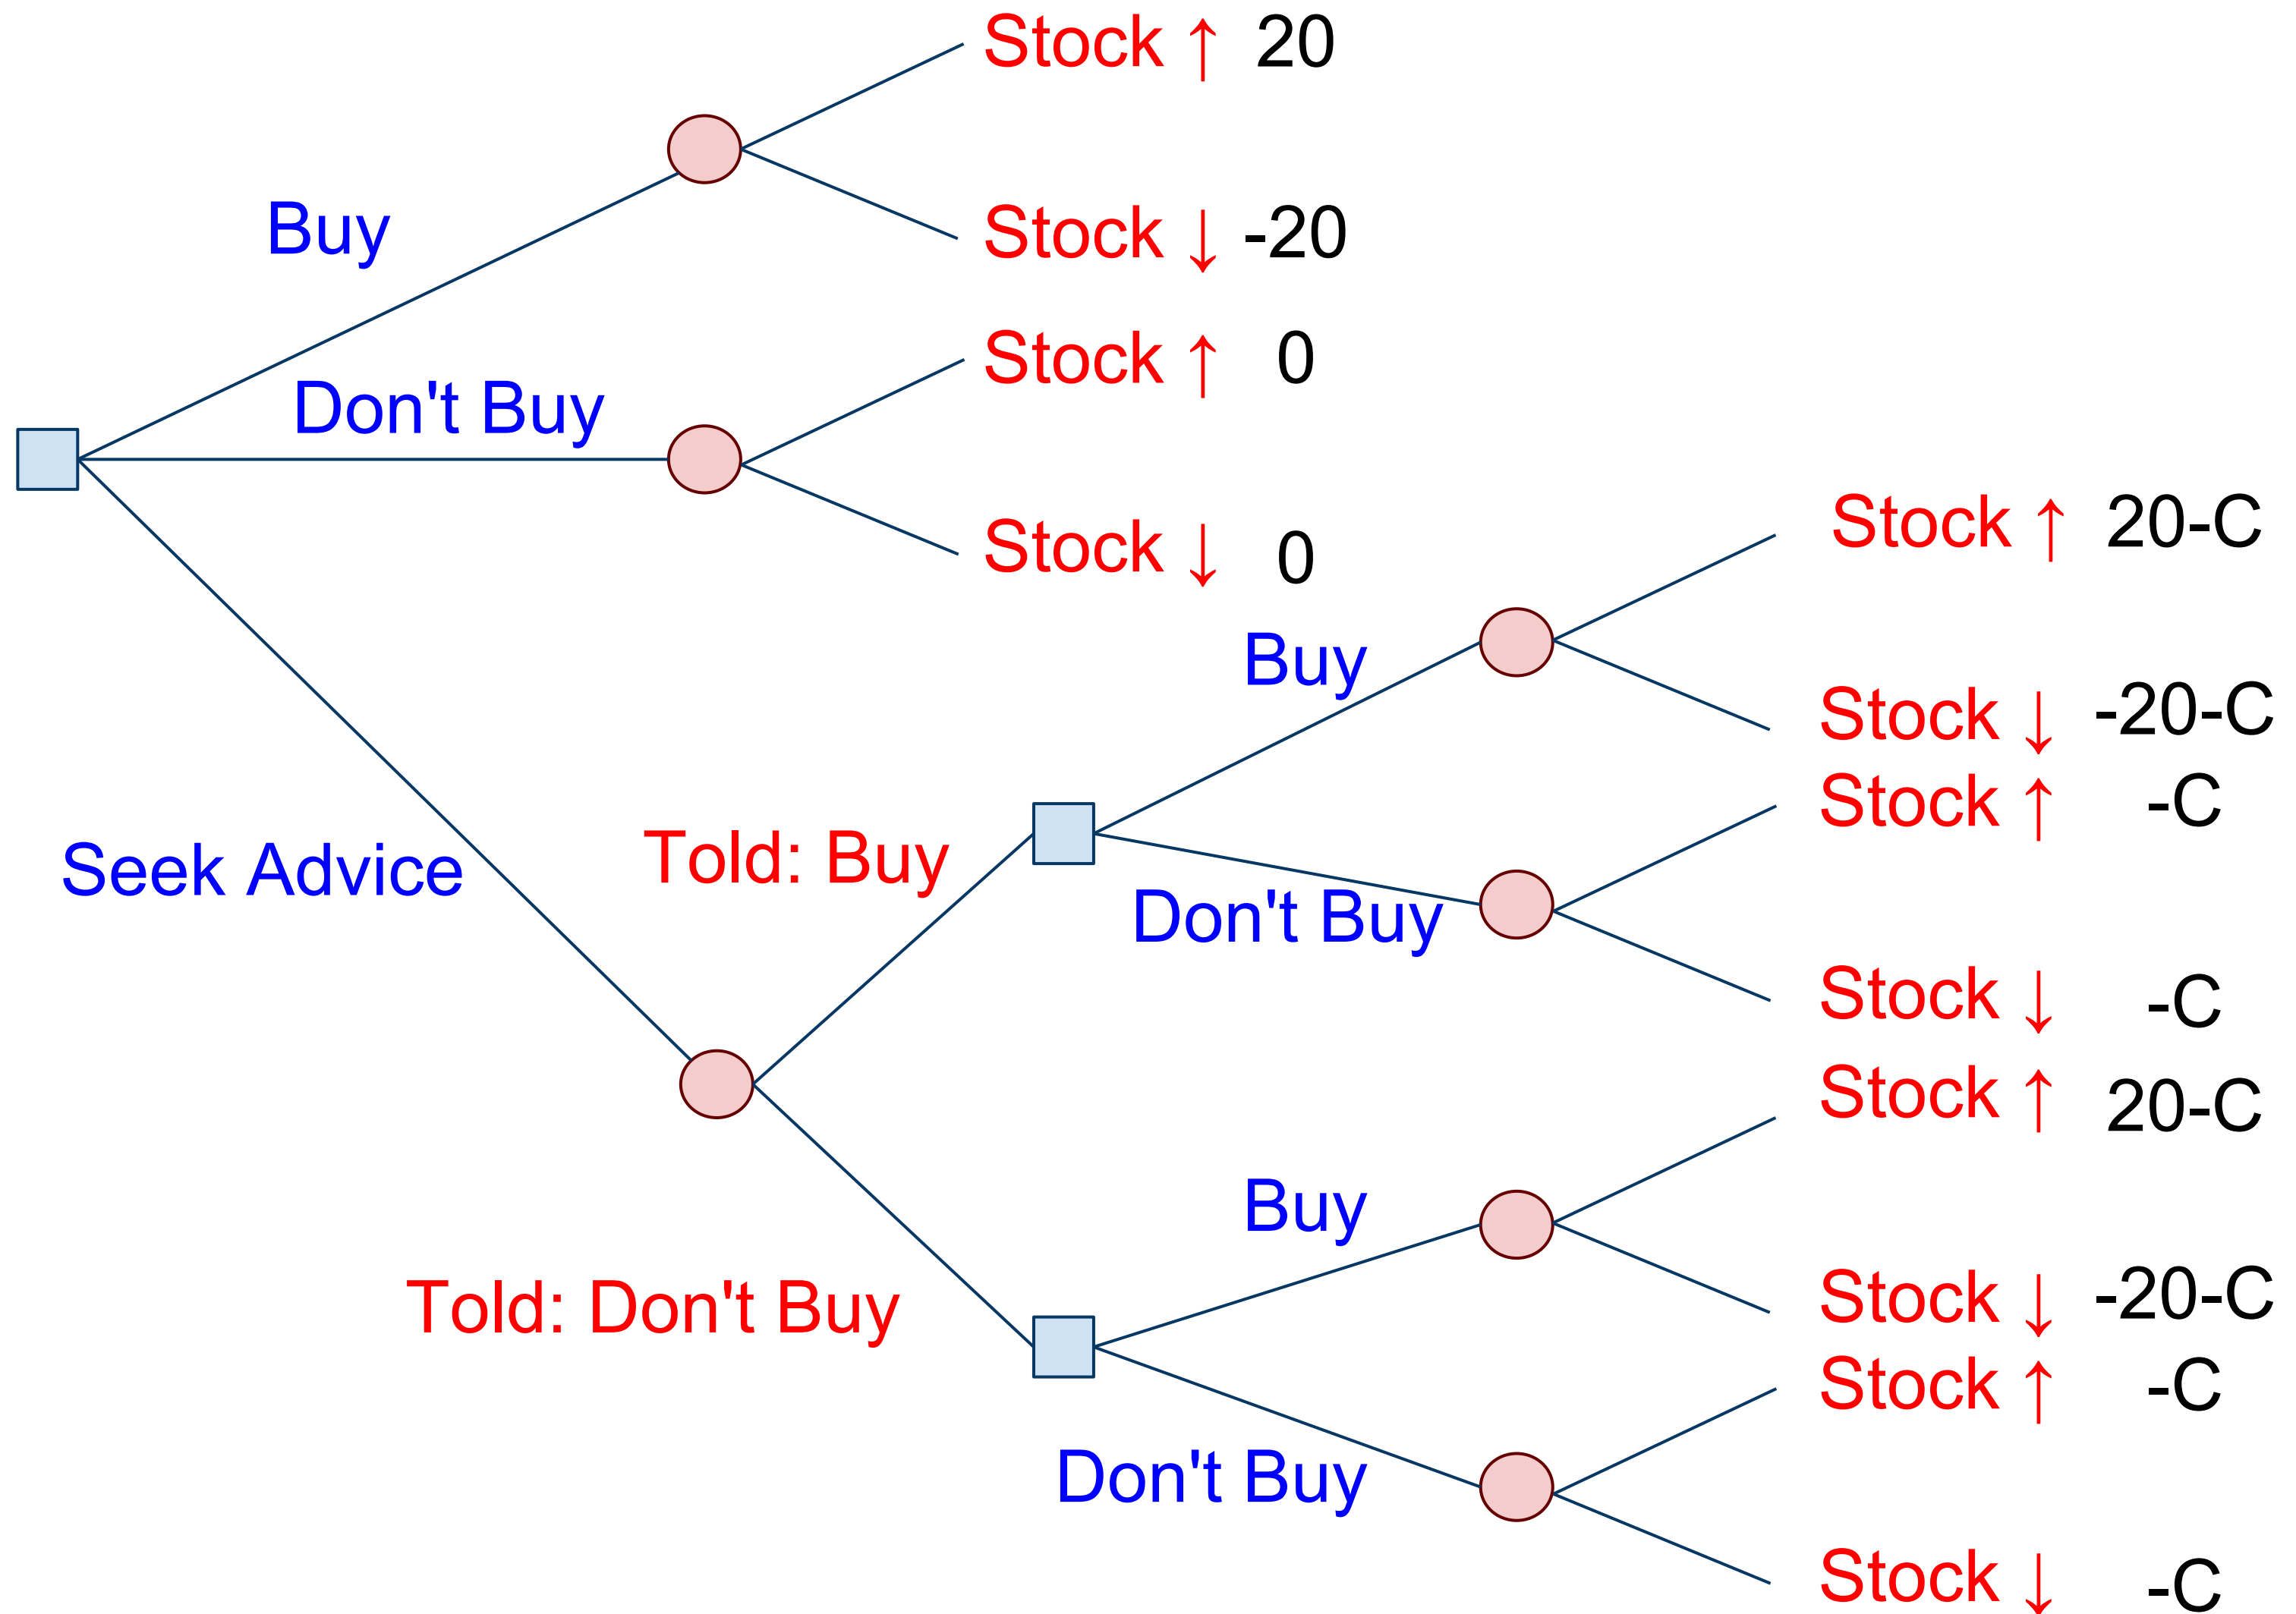 Stock ↑ 20
Buy
Stock ↓ -20
Stock ↑ 0
Don't Buy
Stock ↓ 0
Stock ↑ 20-C
Buy
Stock ↓ -20-C
Stock ↑ -C
Seek Advice
Told: Buy
Don't Buy
Stock ↓ -C
Stock ↑ 20-C
Buy
Told: Don't Buy
Stock ↓ -20-C
Stock ↑ -C
Don't Buy
Stock ↓ -C